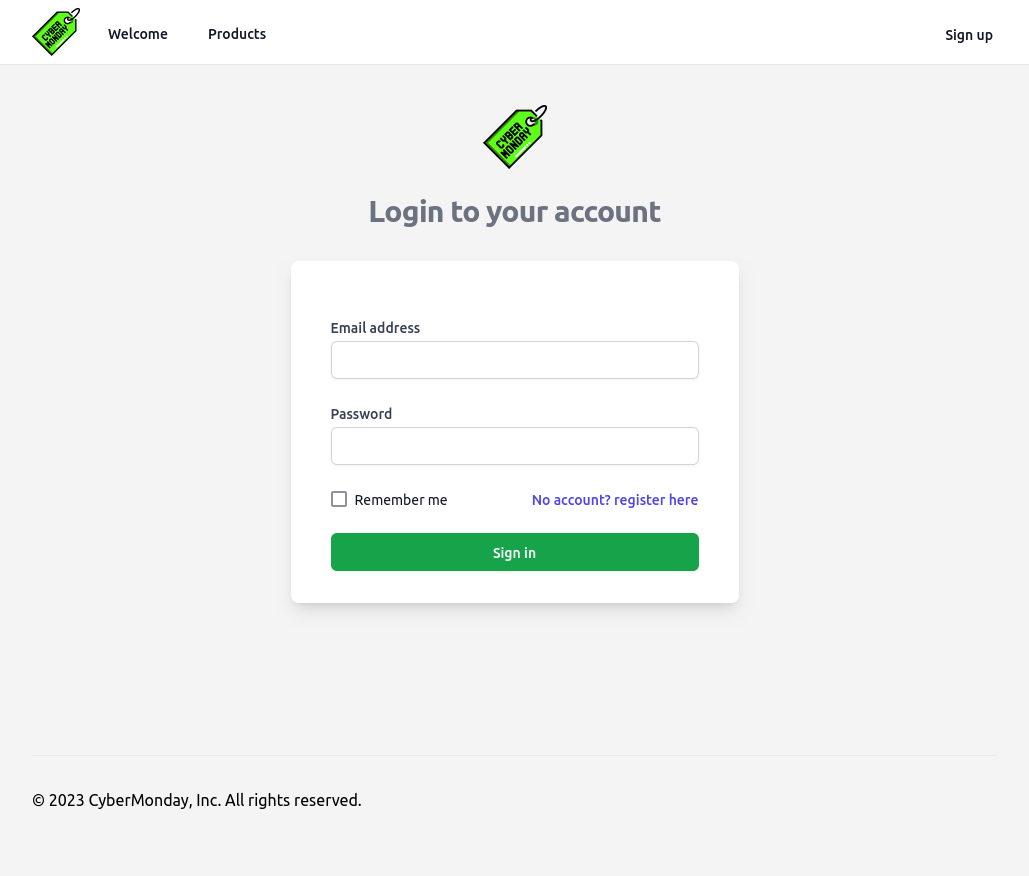 CYBER
MONDAY
Welcome
Products
Sign up
CYBER
MONDAY
Login to your account
Email address
Password
Remember me
No account? register here
Sign in
© 2023 CyberMonday, Inc. All rights reserved.